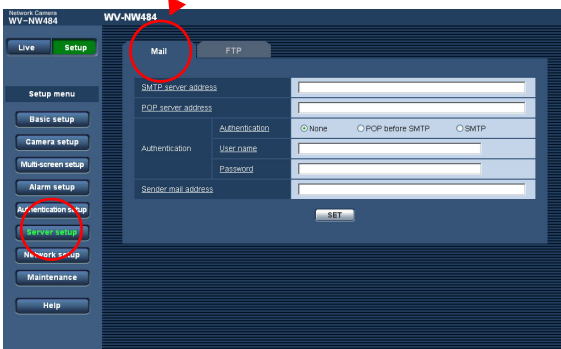 Network Camera
WV-NW484
WV-NW484
Live Setup
Mail FTP
Setup menu
Basic setup
Camera setup
Multi-screen setup
Alarm setup
Authentication setup
Server setup
Network setup
Maintenance
Help
SMTP server address
POP server address
Authentication
Authentication None POP before SMTP SMTP
User name
Password
Sender mail address
SET